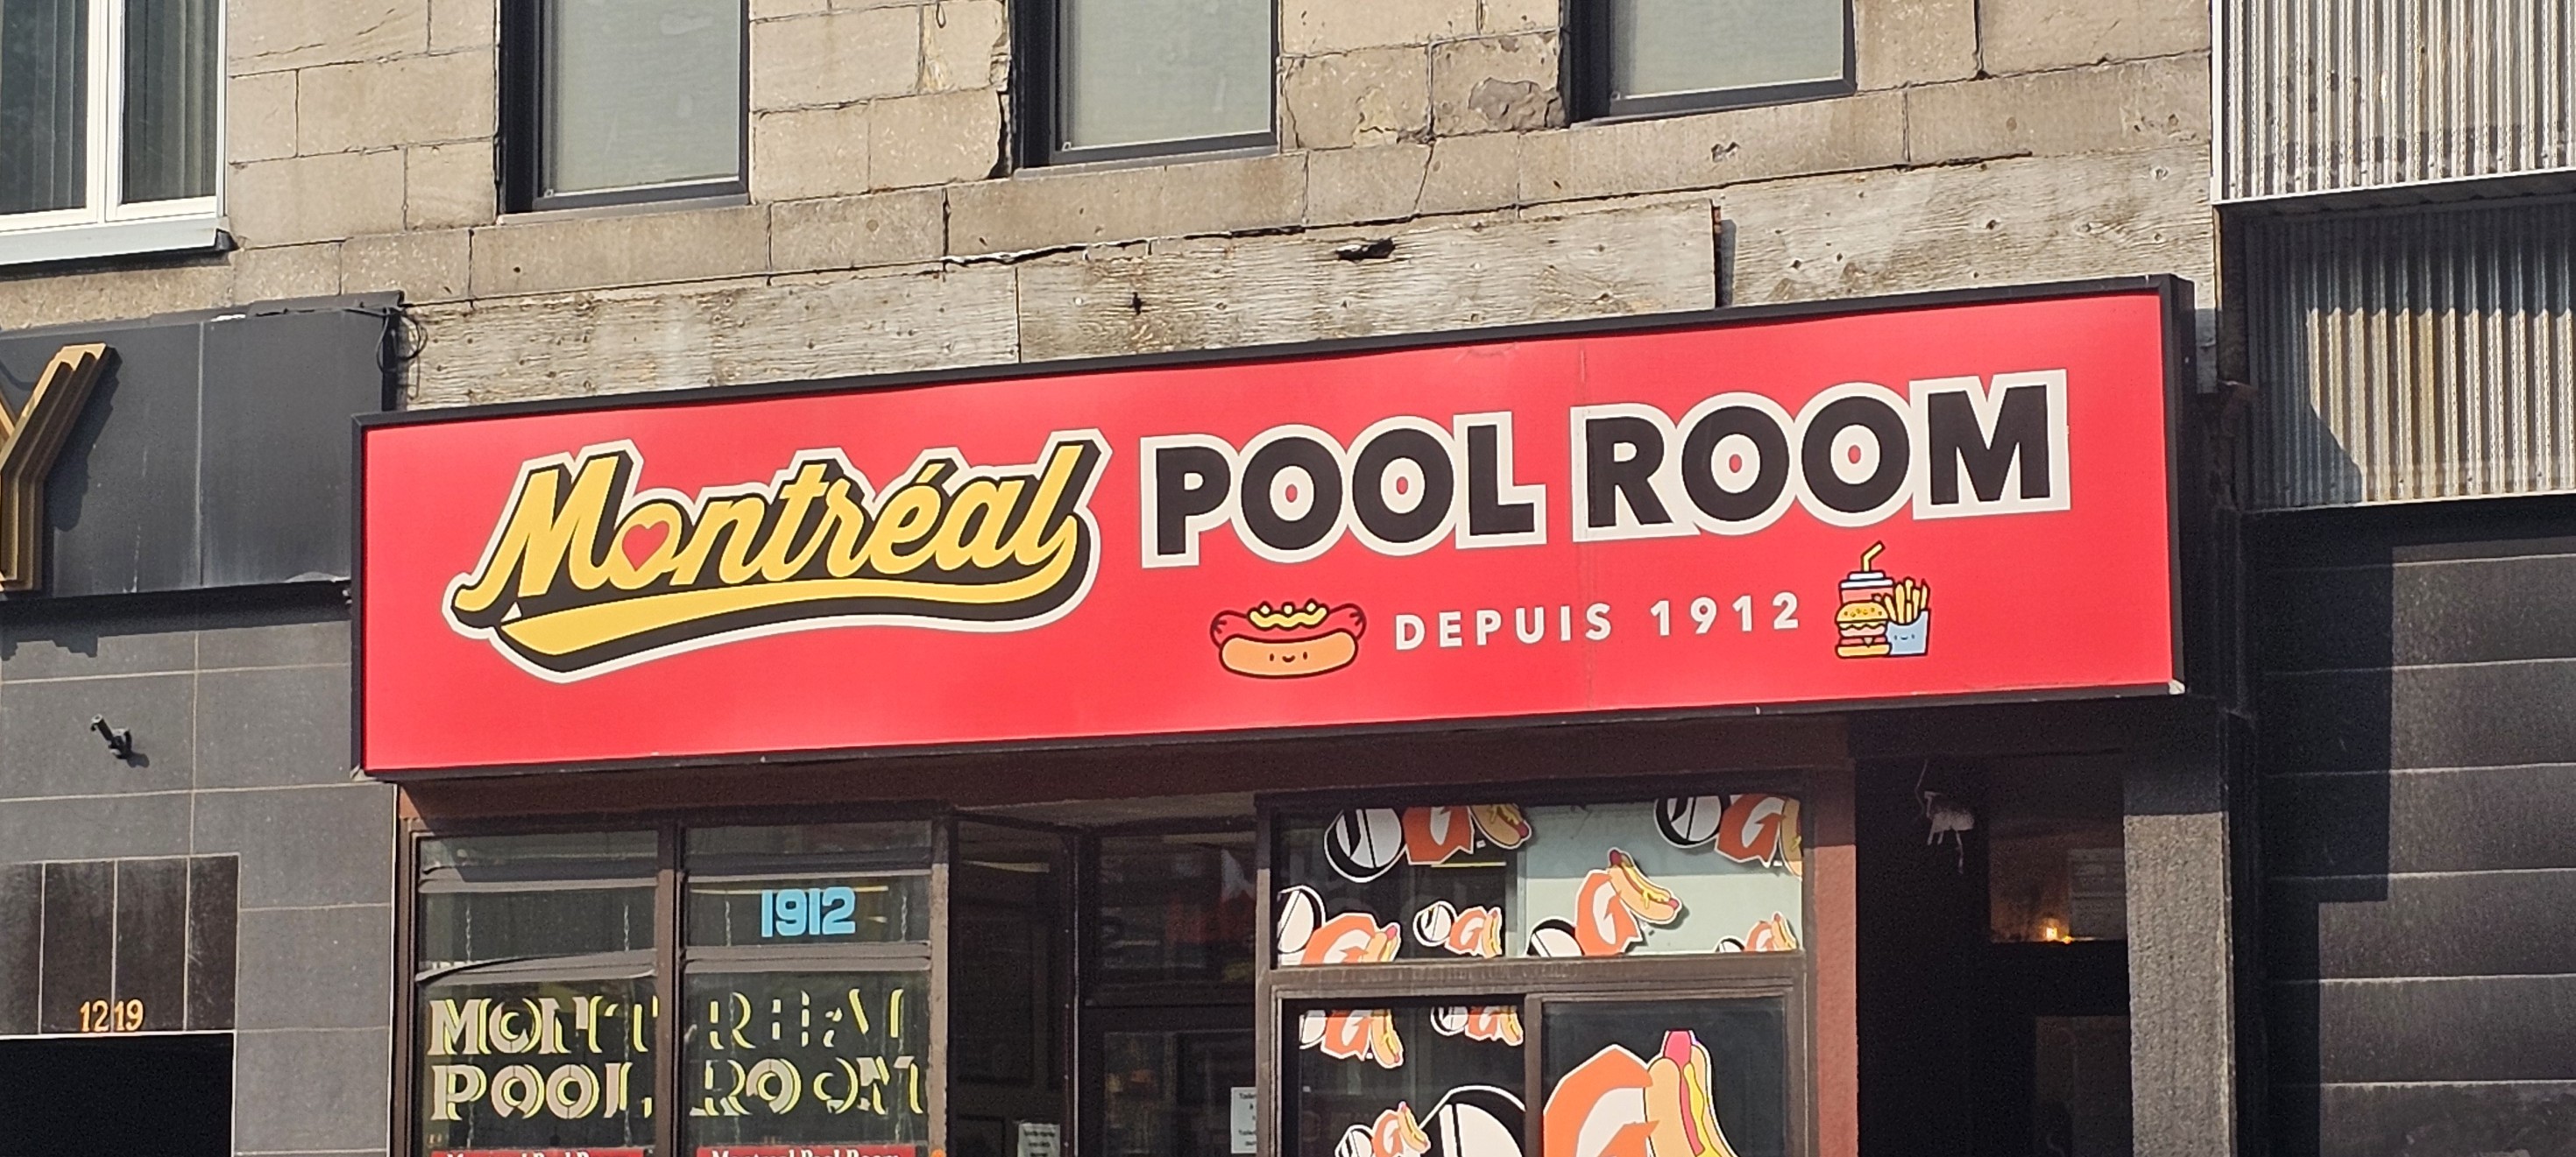 Montréal POOL ROOM
DEPUIS 1912
1912
MONTREAL
POOL ROOM
1219
Y